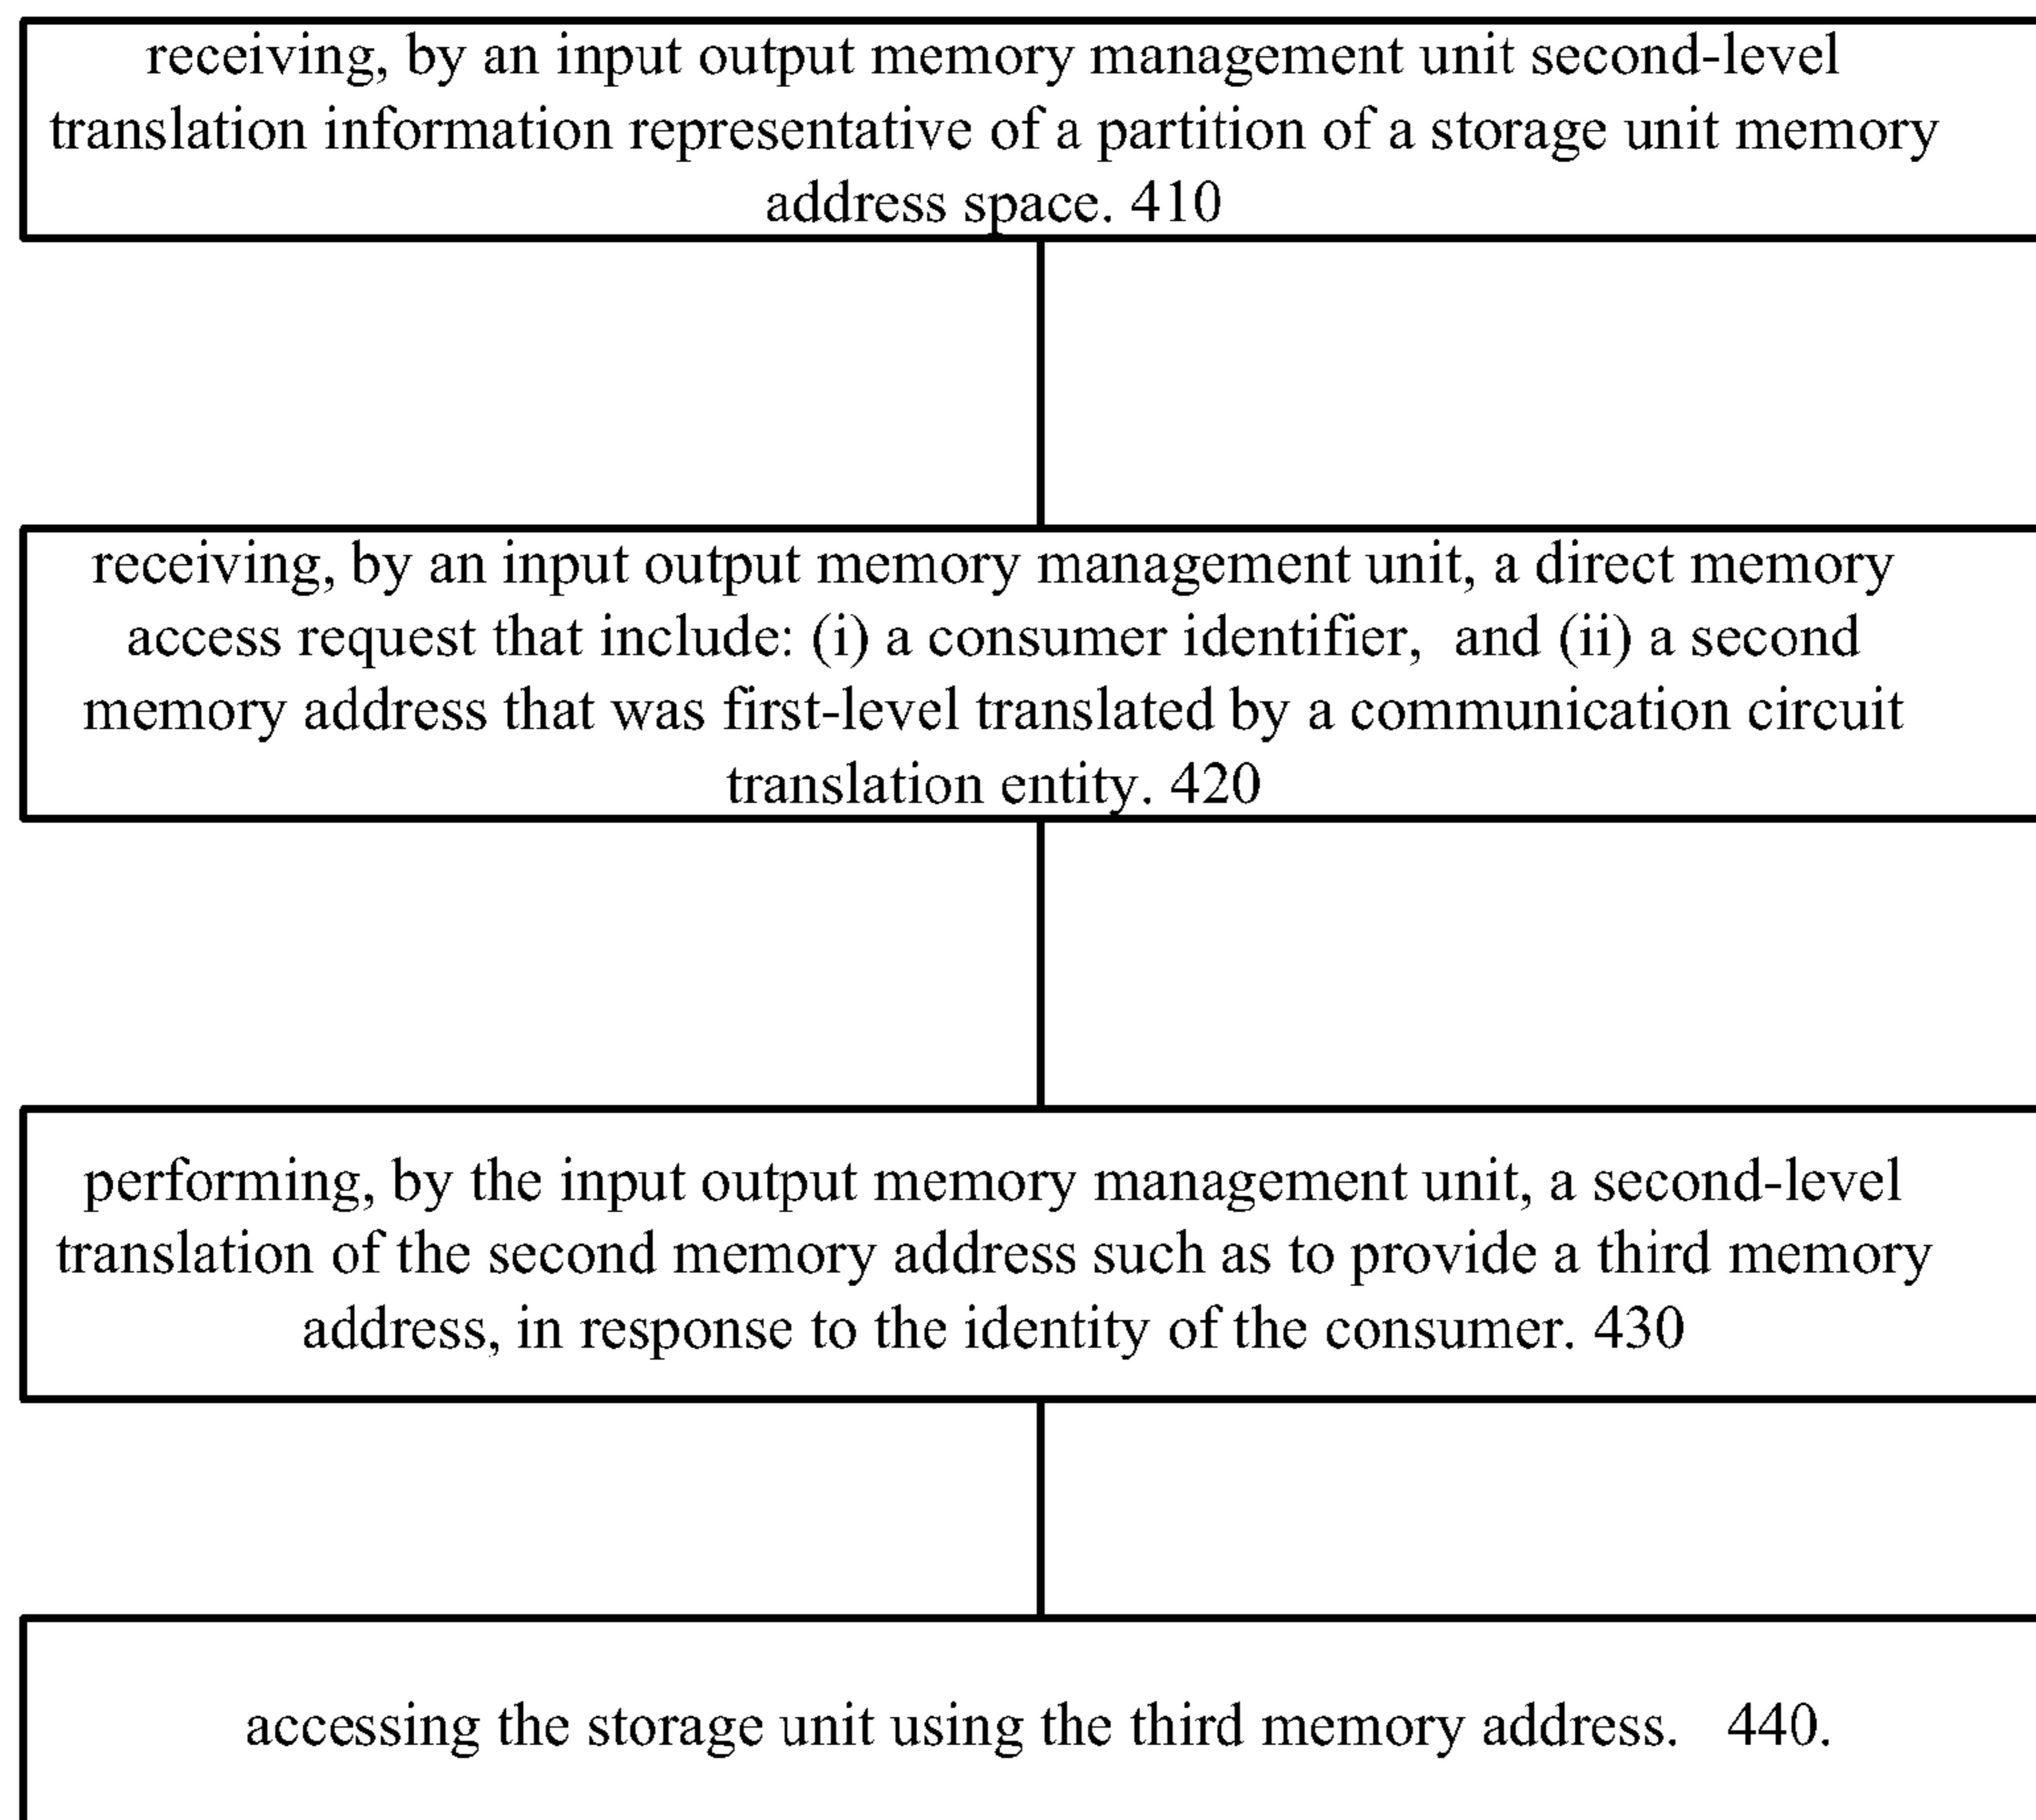 receiving, by an input output memory management unit second-level
translation information representative of a partition of a storage unit memory
address space. 410
receiving, by an input output memory management unit, a direct memory
access request that include: (i) a consumer identifier, and (ii) a second
memory address that was first-level translated by a communication circuit
translation entity. 420
performing, by the input output memory management unit, a second-level
translation of the second memory address such as to provide a third memory
address, in response to the identity of the consumer. 430
accessing the storage unit using the third memory address. 440.